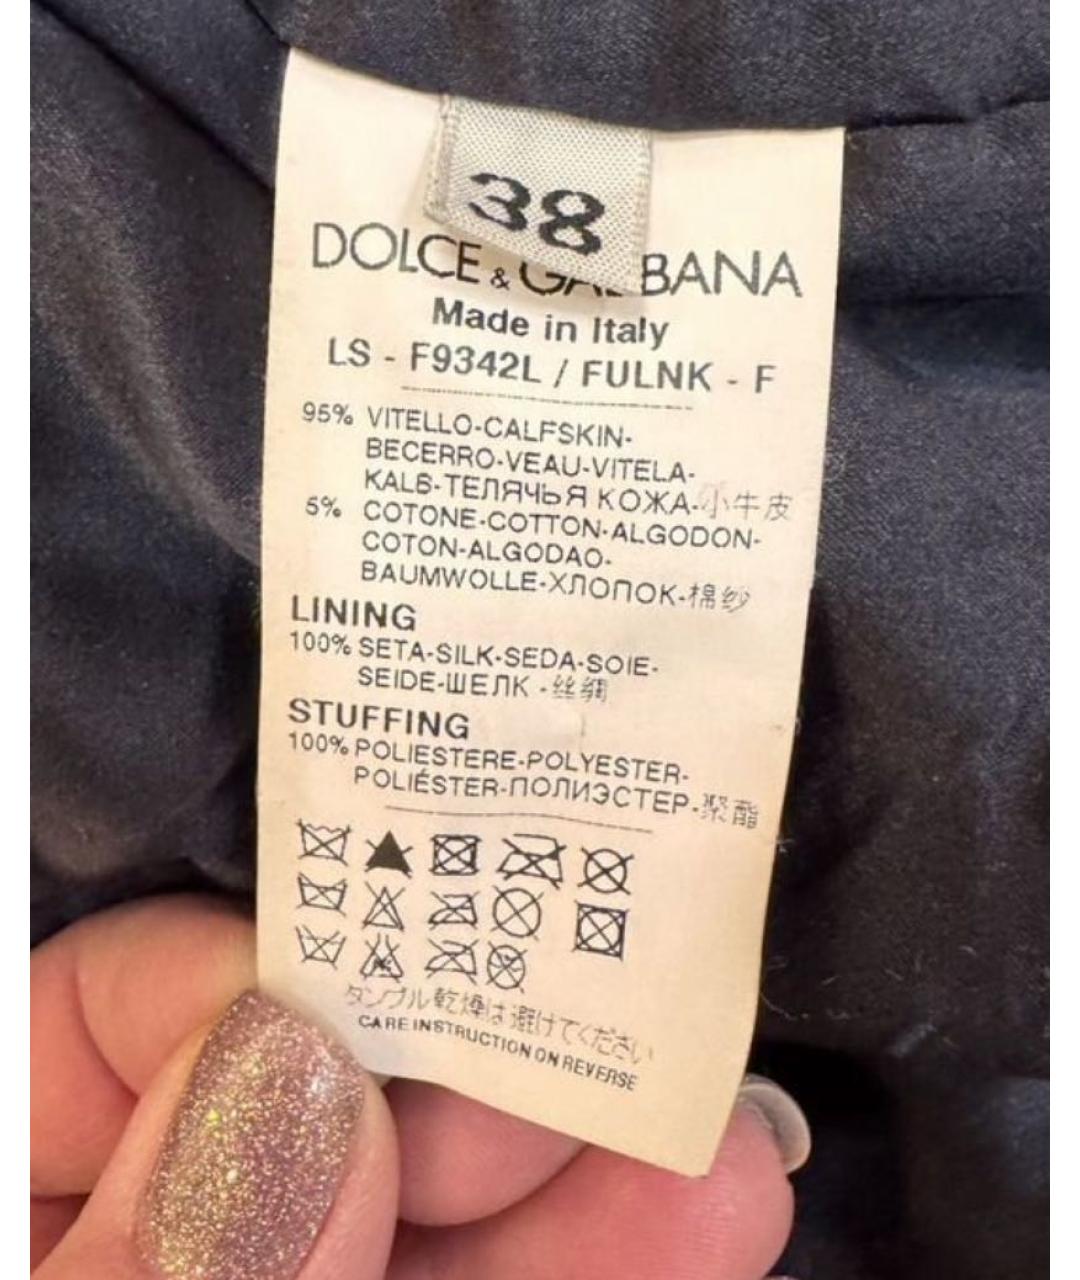 38
DOLCE & GABBANA
Made in Italy
LS - F9342L / FULNK - F
95% VITELLO-CALFSKIN-
BECERRO-VEAU-VITELA-
KALB-ТЕЛЯЧЬЯ КОЖА-小牛皮
5% COTONE-COTTON-ALGODON-
COTON-ALGODAO-
BAUMWOLLE-ХЛОПОК-棉纱
LINING
100% SETA-SILK-SEDA-SOIE-
SEIDE-ШЕЛК -丝绸
STUFFING
100% POLIESTERE-POLYESTER-
POLIÉSTER-ПОЛИЭСТЕР-聚酯
タンブル乾燥は避けてください
CARE INSTRUCTION ON REVERSE